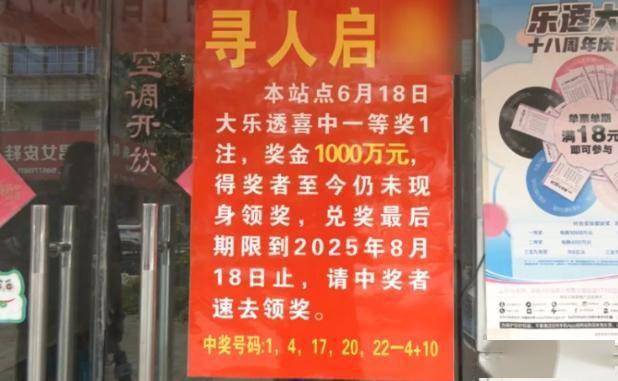 寻人启
本站点6月18日
大乐透喜中一等奖1
注，奖金1000万元，
得奖者至今仍未现
身领奖，兑奖最后
期限到2025年8月
18日止，请中奖者
速去领奖。
中奖号码:1，4，17，20，22—4+10
空调开放
乐透大
十八周年庆
单票单期
满18元
即可参与